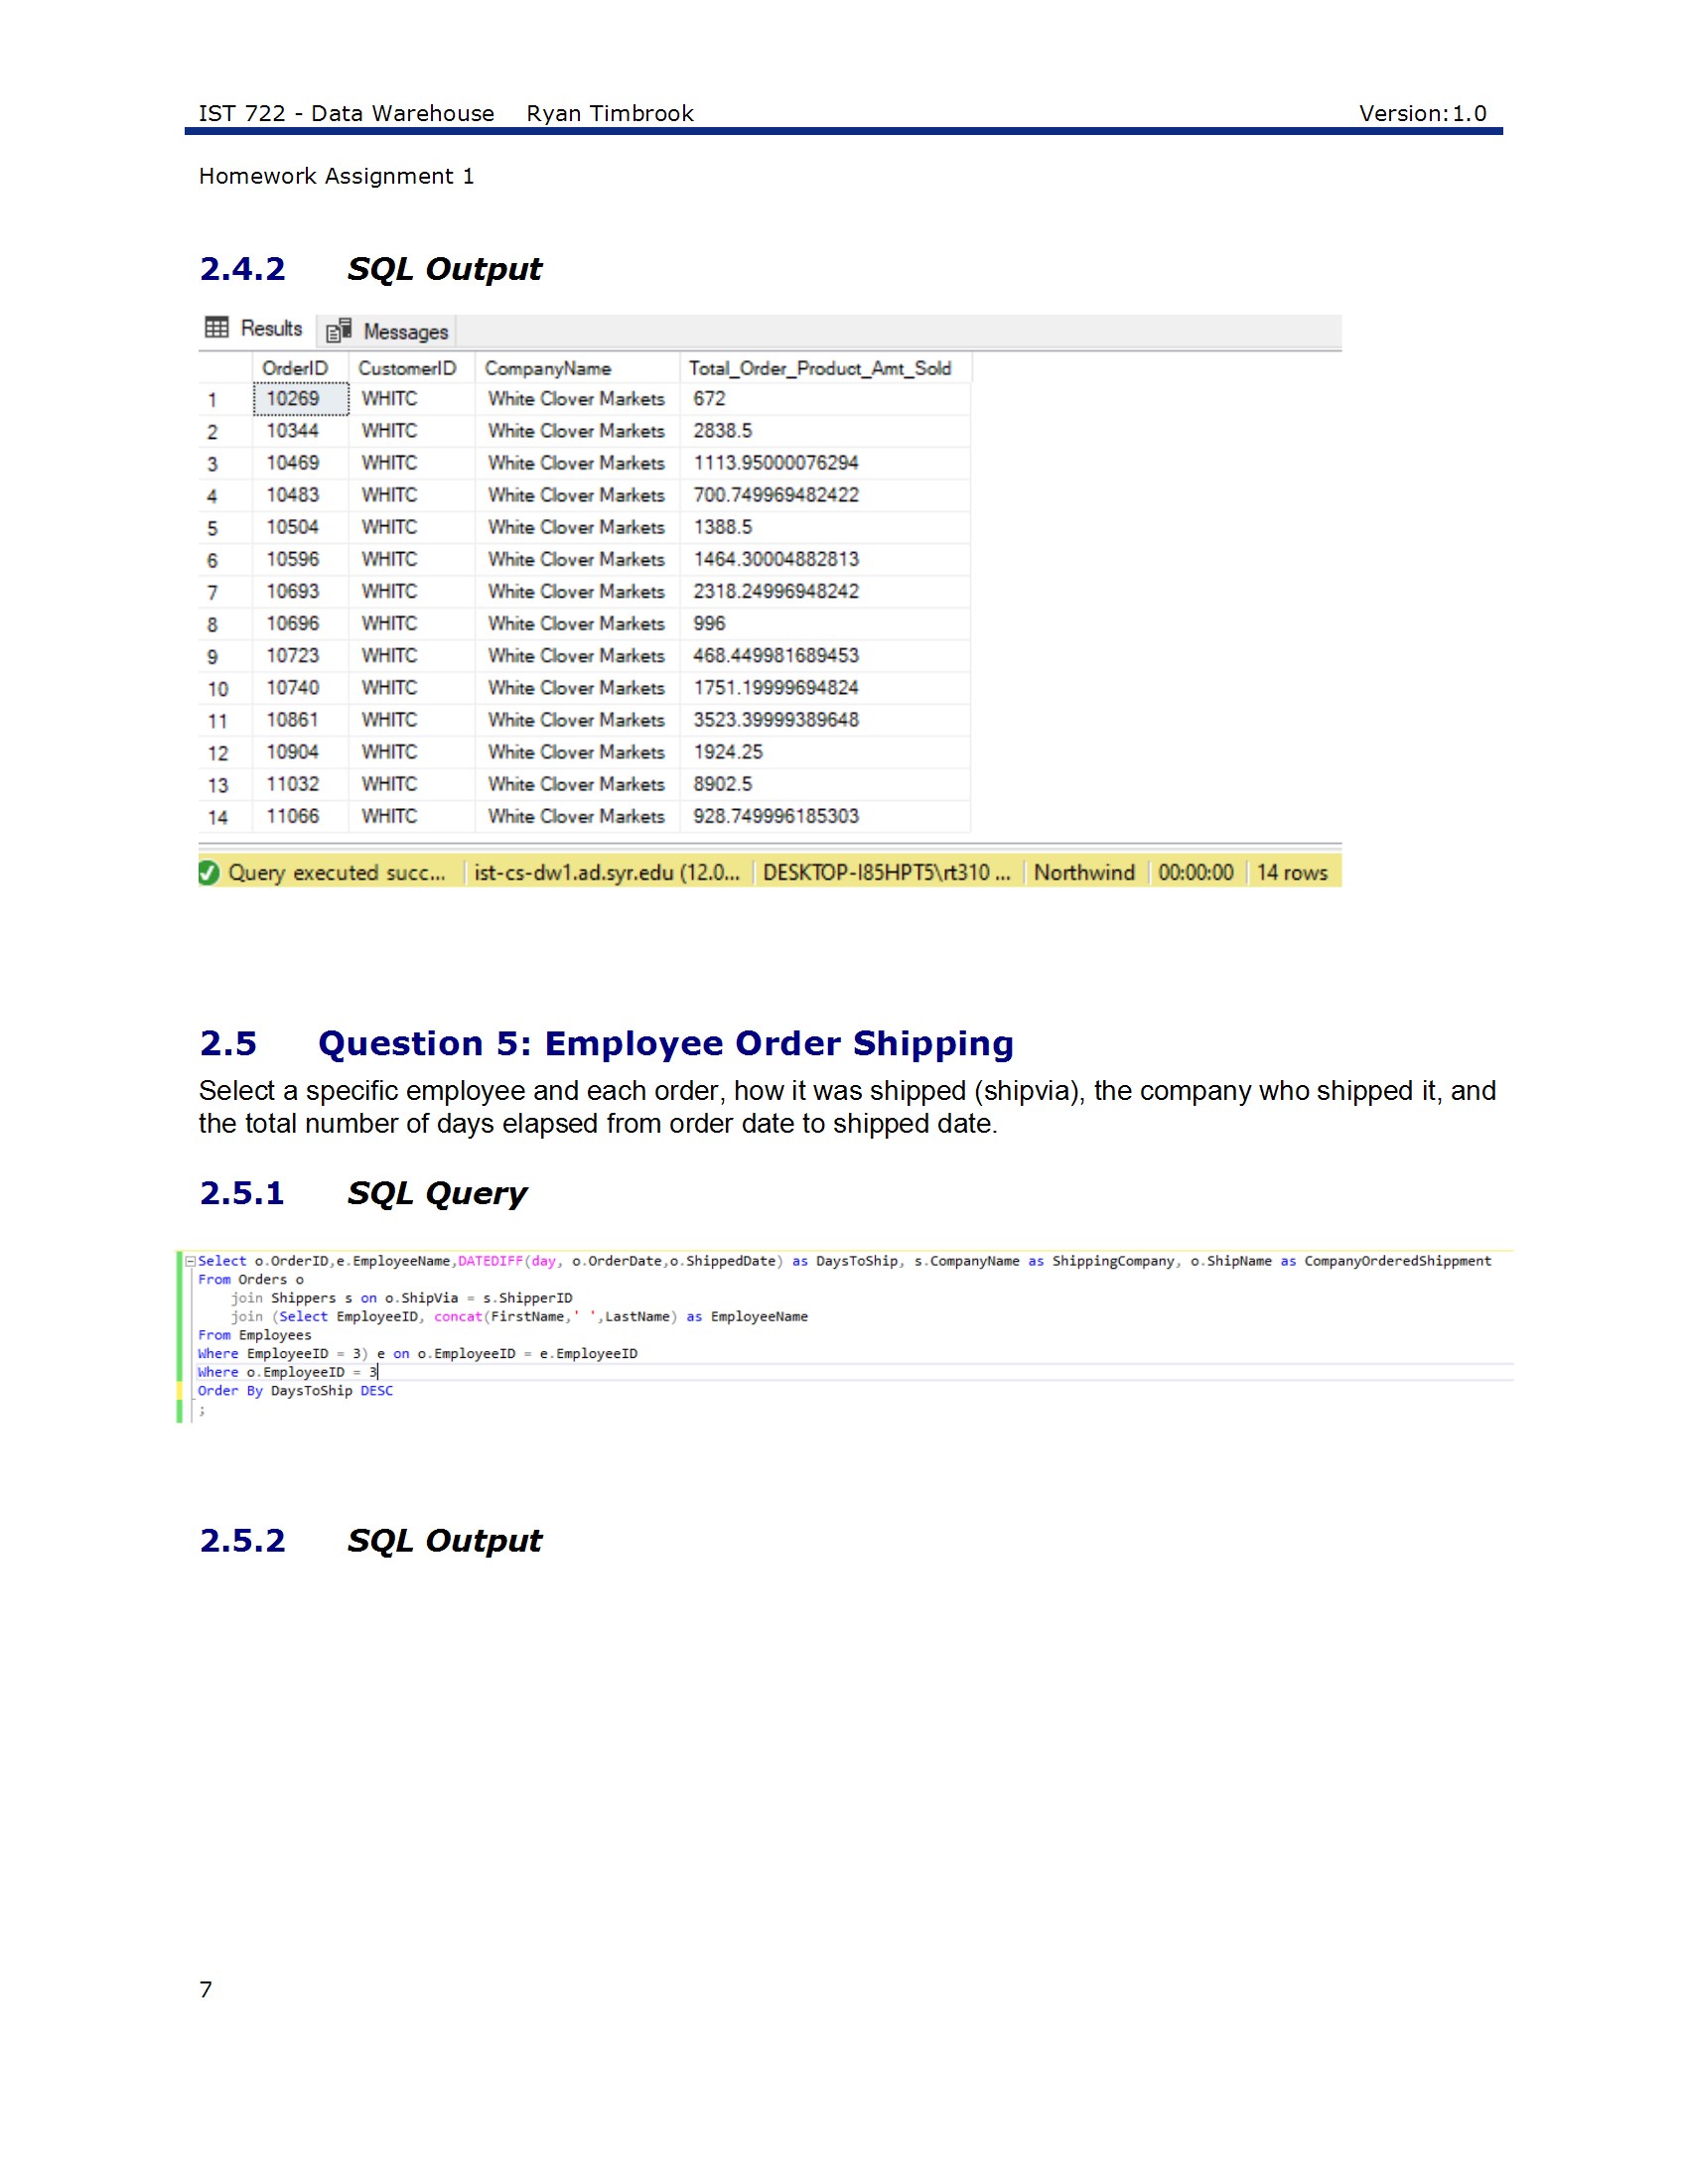 IST 722 - Data Warehouse Ryan Timbrook Version:1.0
Homework Assignment 1
2.4.2 SQL Output
Results Messages
OrderID CustomerID CompanyName Total_Order_Product_Amt_Sold
1 10269 WHITC White Clover Markets 672
2 10344 WHITC White Clover Markets 2838.5
3 10469 WHITC White Clover Markets 1113.95000076294
4 10483 WHITC White Clover Markets 700.749969482422
5 10504 WHITC White Clover Markets 1388.5
6 10596 WHITC White Clover Markets 1464.30004882813
7 10693 WHITC White Clover Markets 2318.24996948242
8 10696 WHITC White Clover Markets 996
9 10723 WHITC White Clover Markets 468.449981689453
10 10740 WHITC White Clover Markets 1751.19999694824
11 10861 WHITC White Clover Markets 3523.39999389648
12 10904 WHITC White Clover Markets 1924.25
13 11032 WHITC White Clover Markets 8902.5
14 11066 WHITC White Clover Markets 928.749996185303
Query executed succ... ist-cs-dw1.ad.syr.edu (12.0... DESKTOP-I85HPT5\rt310 ... Northwind 00:00:00 14 rows
2.5 Question 5: Employee Order Shipping
Select a specific employee and each order, how it was shipped (shipvia), the company who shipped it, and
the total number of days elapsed from order date to shipped date.
2.5.1 SQL Query
Select o.OrderID,e.EmployeeName,DATEDIFF(day, o.OrderDate,o.ShippedDate) as DaysToShip, s.CompanyName as ShippingCompany, o.ShipName as CompanyOrderedShippment
From Orders o
join Shippers s on o.ShipVia = s.ShipperID
join (Select EmployeeID, concat(FirstName,' ',LastName) as EmployeeName
From Employees
Where EmployeeID = 3) e on o.EmployeeID = e.EmployeeID
Where o.EmployeeID = 3
Order By DaysToShip DESC
;
2.5.2 SQL Output
7